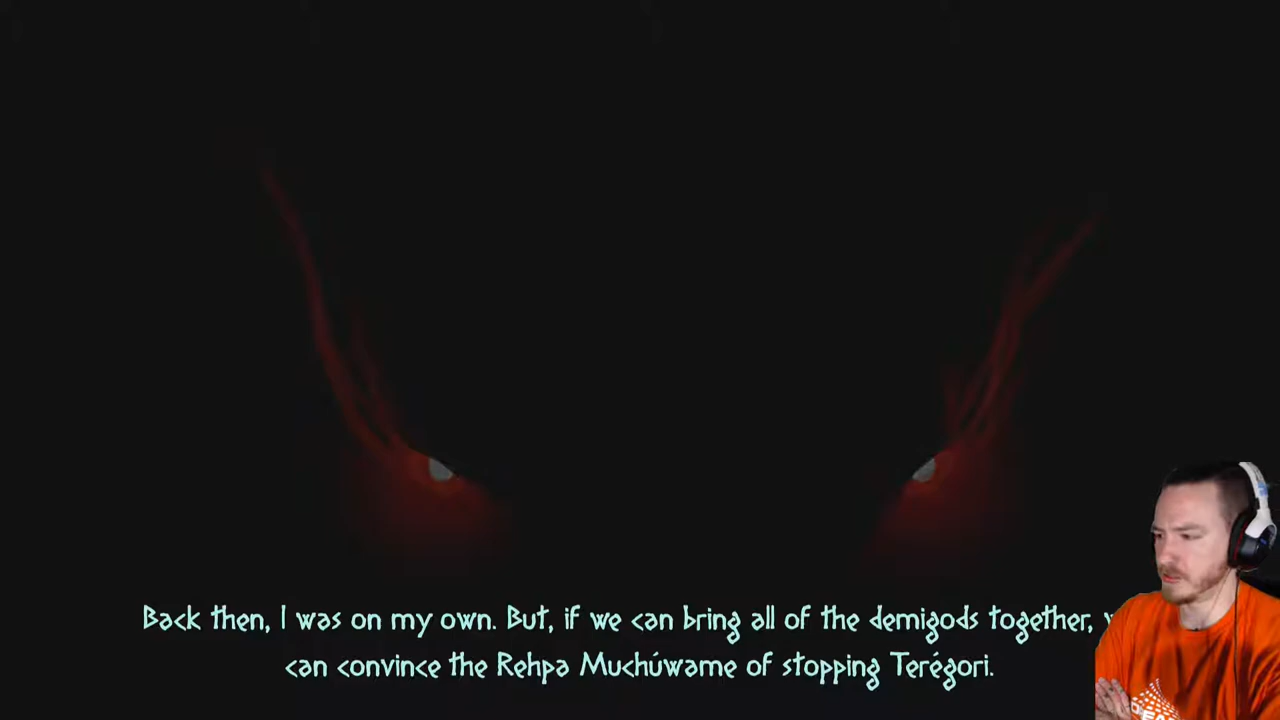 Back then, I was on my own. But, if we can bring all of the demigods together,
can convince the Rehpa Muchúwame of stopping Terégori.